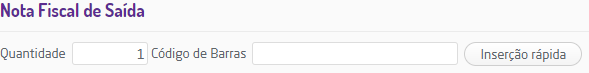 Nota Fiscal de Saída
Quantidade 1 Código de Barras Inserção rápida